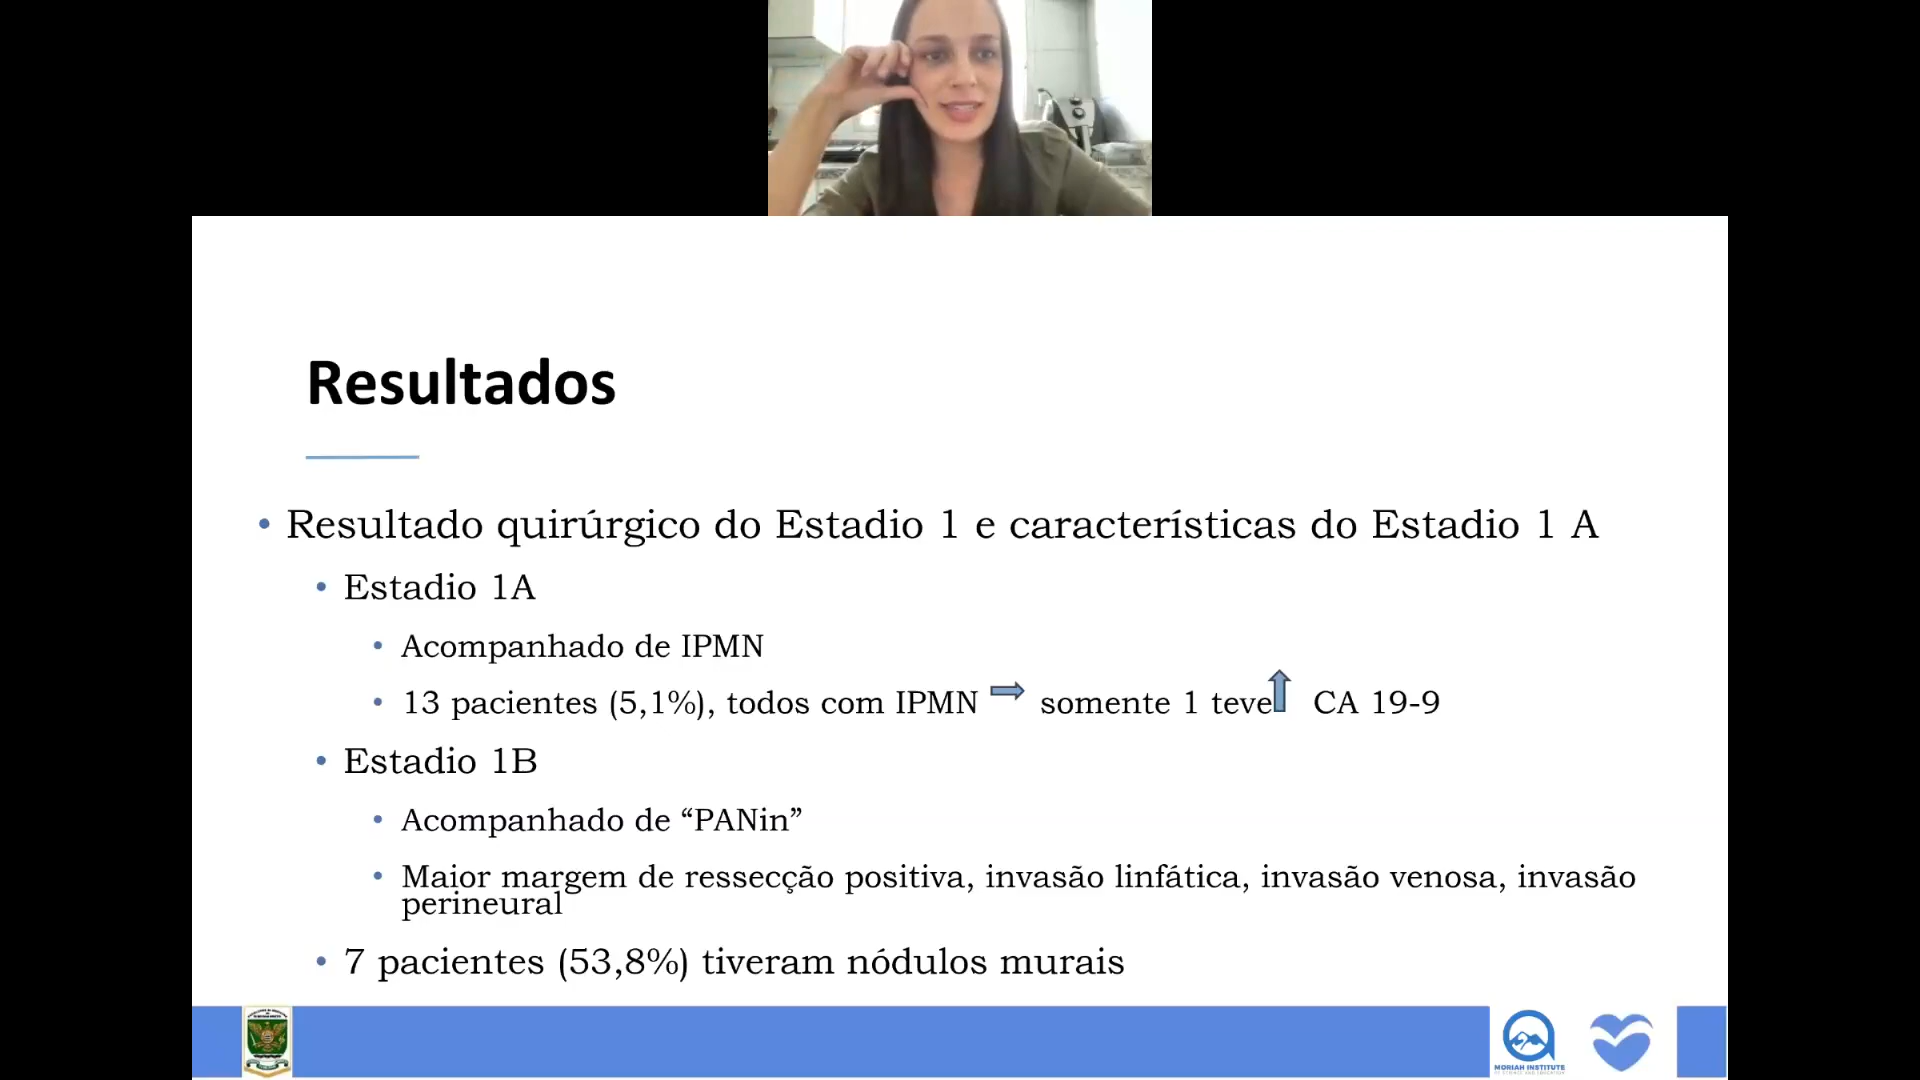 Resultados
• Resultado quirúrgico do Estadio 1 e características do Estadio 1 A
• Estadio 1A
• Acompanhado de IPMN
• 13 pacientes (5,1%), todos com IPMN somente 1 teve CA 19-9
• Estadio 1B
• Acompanhado de “PANin”
• Maior margem de ressecção positiva, invasão linfática, invasão venosa, invasão
perineural
• 7 pacientes (53,8%) tiveram nódulos murais
MORIAH INSTITUTE